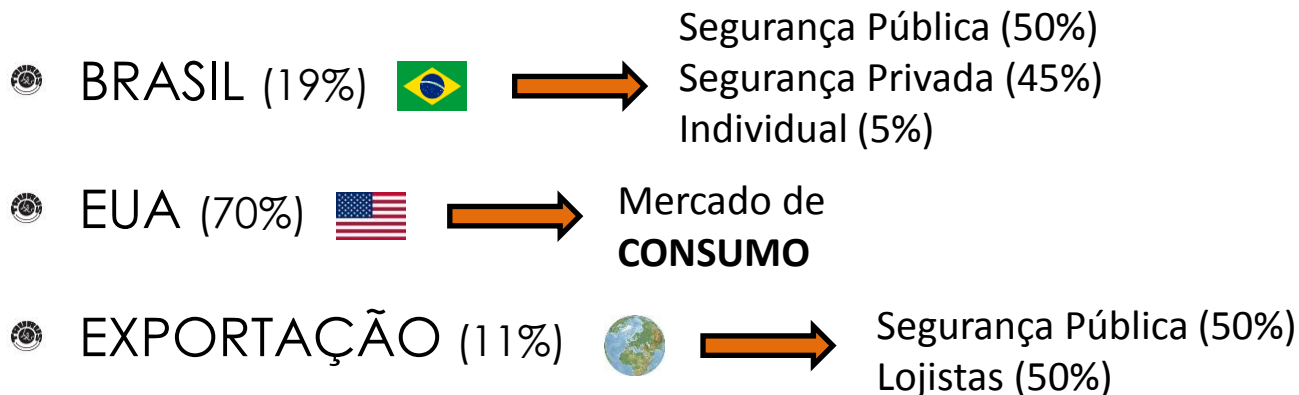 BRASIL (19%)
Segurança Pública (50%)
Segurança Privada (45%)
Individual (5%)
EUA (70%)
Mercado de
CONSUMO
EXPORTAÇÃO (11%)
Segurança Pública (50%)
Lojistas (50%)